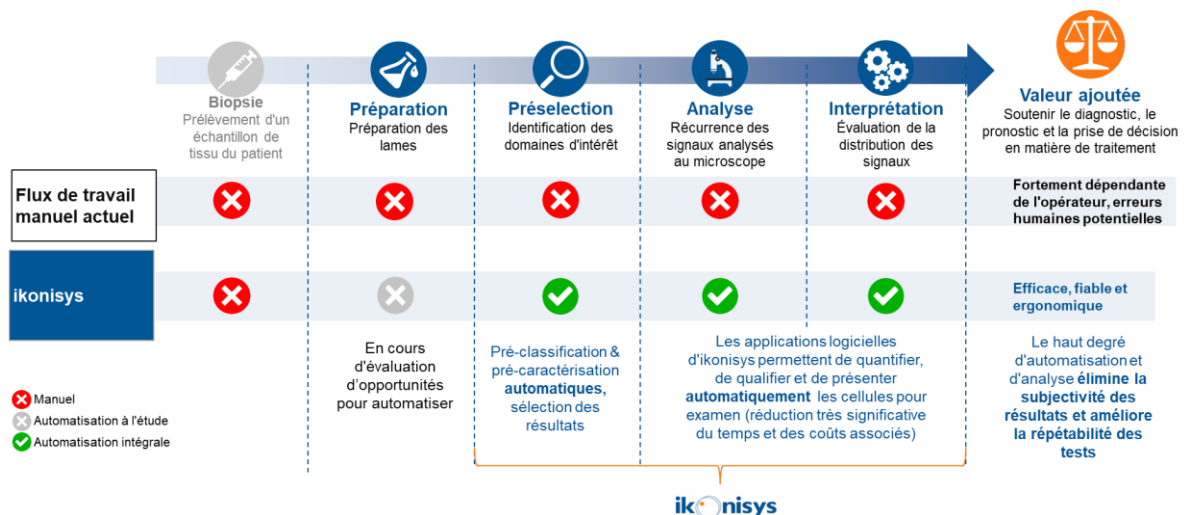 Biopsie
Prélèvement d'un
échantillon de
tissu du patient
Préparation
Préparation des
lames
Préselection
Identification des
domaines d'intérêt
Analyse
Récurrence des
signaux analysés
au microscope
Interprétation
Évaluation de la
distribution des
signaux
Valeur ajoutée
Soutenir le diagnostic, le
pronostic et la prise de décision
en matière de traitement
Flux de travail
manuel actuel
Fortement dépendante
de l'opérateur, erreurs
humaines potentielles
ikonisys
Efficace, fiable et
ergonomique
En cours
d'évaluation
d’opportunités
pour automatiser
Pré-classification &
pré-caractérisation
automatiques,
sélection des
résultats
Les applications logicielles
d'ikonisys permettent de quantifier,
de qualifier et de présenter
automatiquement les cellules pour
examen (réduction très significative
du temps et des coûts associés)
Le haut degré
d'automatisation et
d'analyse élimine la
subjectivité des
résultats et améliore
la répétabilité des
tests
Manuel
Automatisation à l'étude
Automatisation intégrale
ikonisys